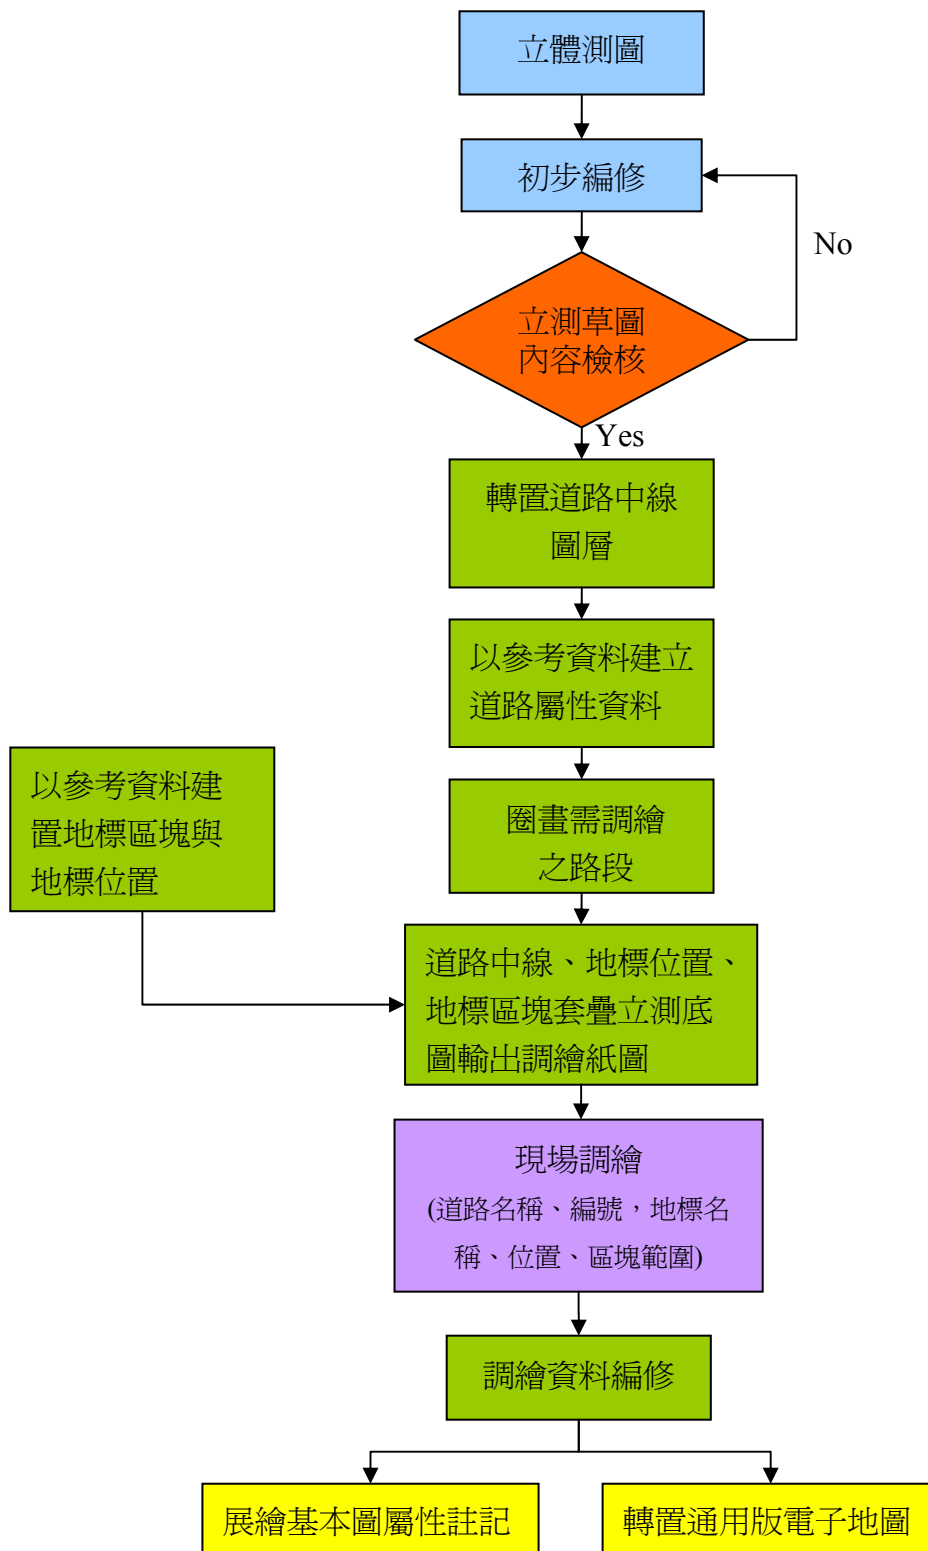 立體測圖
初步編修
No
立測草圖
內容檢核
Yes
轉置道路中線
圖層
以參考資料建立
道路屬性資料
以參考資料建
置地標區塊與
地標位置
圈畫需調繪
之路段
道路中線、地標位置、
地標區塊套疊立測底
圖輸出調繪紙圖
現場調繪
(道路名稱、編號，地標名
稱、位置、區塊範圍)
調繪資料編修
展繪基本圖屬性註記
轉置通用版電子地圖